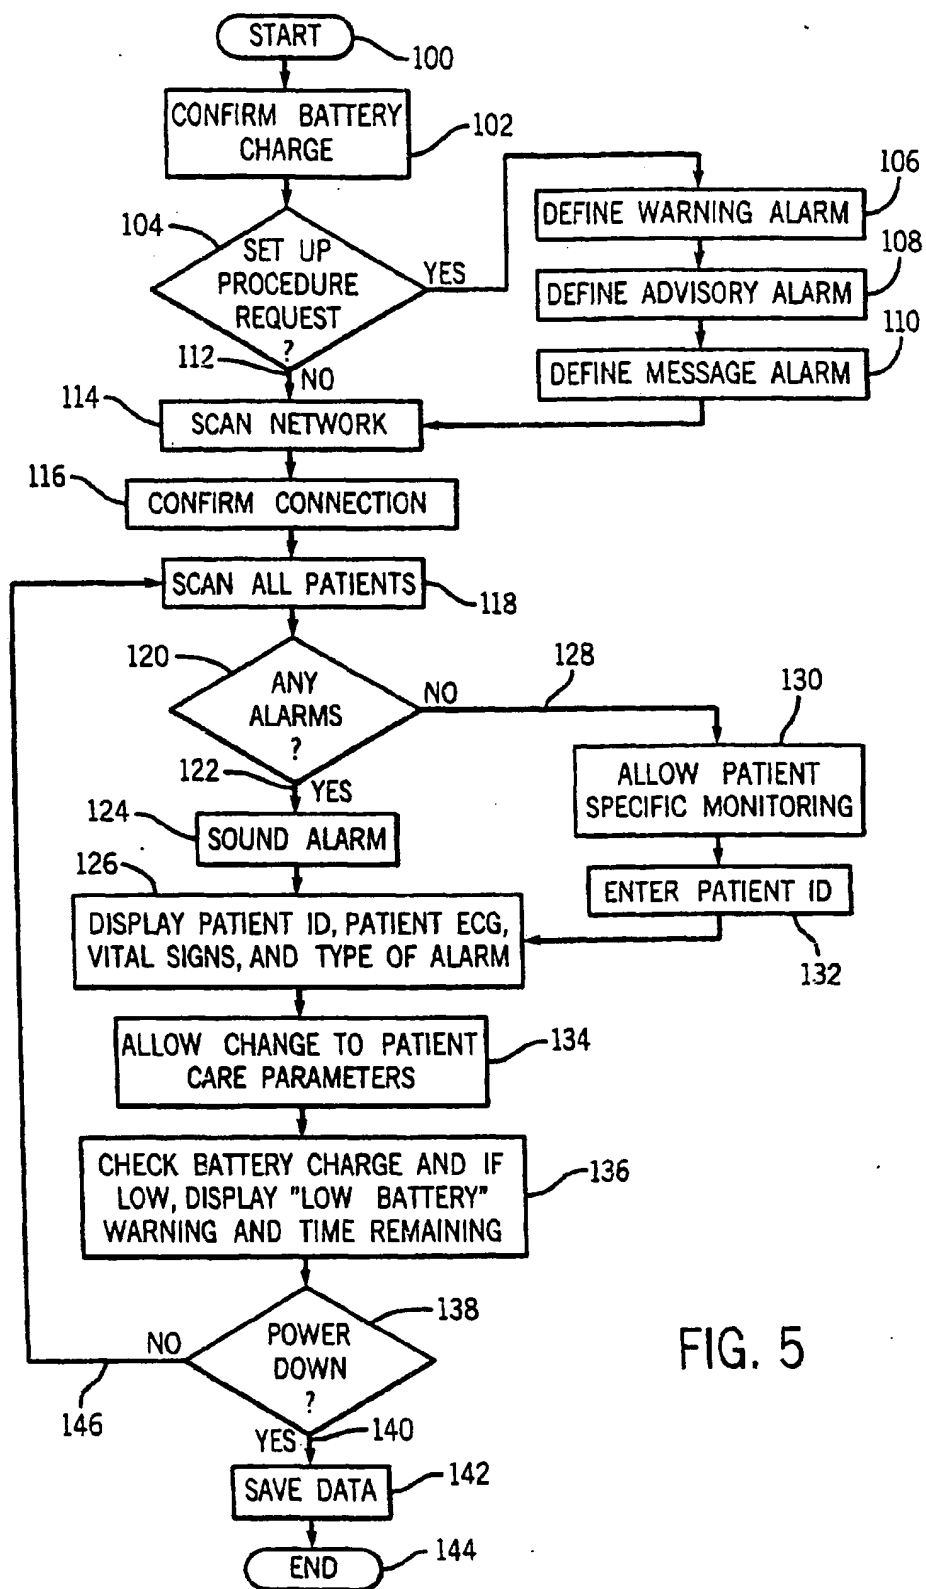 START
100
CONFIRM BATTERY
CHARGE
102
104
SET UP
PROCEDURE
REQUEST
?
YES
106
DEFINE WARNING ALARM
108
DEFINE ADVISORY ALARM
110
DEFINE MESSAGE ALARM
112
NO
114
SCAN NETWORK
116
CONFIRM CONNECTION
SCAN ALL PATIENTS
118
120
ANY
ALARMS
?
NO
128
130
ALLOW PATIENT
SPECIFIC MONITORING
122
YES
124
SOUND ALARM
ENTER PATIENT ID
132
126
DISPLAY PATIENT ID, PATIENT ECG,
VITAL SIGNS, AND TYPE OF ALARM
ALLOW CHANGE TO PATIENT
CARE PARAMETERS
134
CHECK BATTERY CHARGE AND IF
LOW, DISPLAY "LOW BATTERY"
WARNING AND TIME REMAINING
136
138
POWER
DOWN
?
NO
146
YES
140
SAVE DATA
142
END
144
FIG. 5